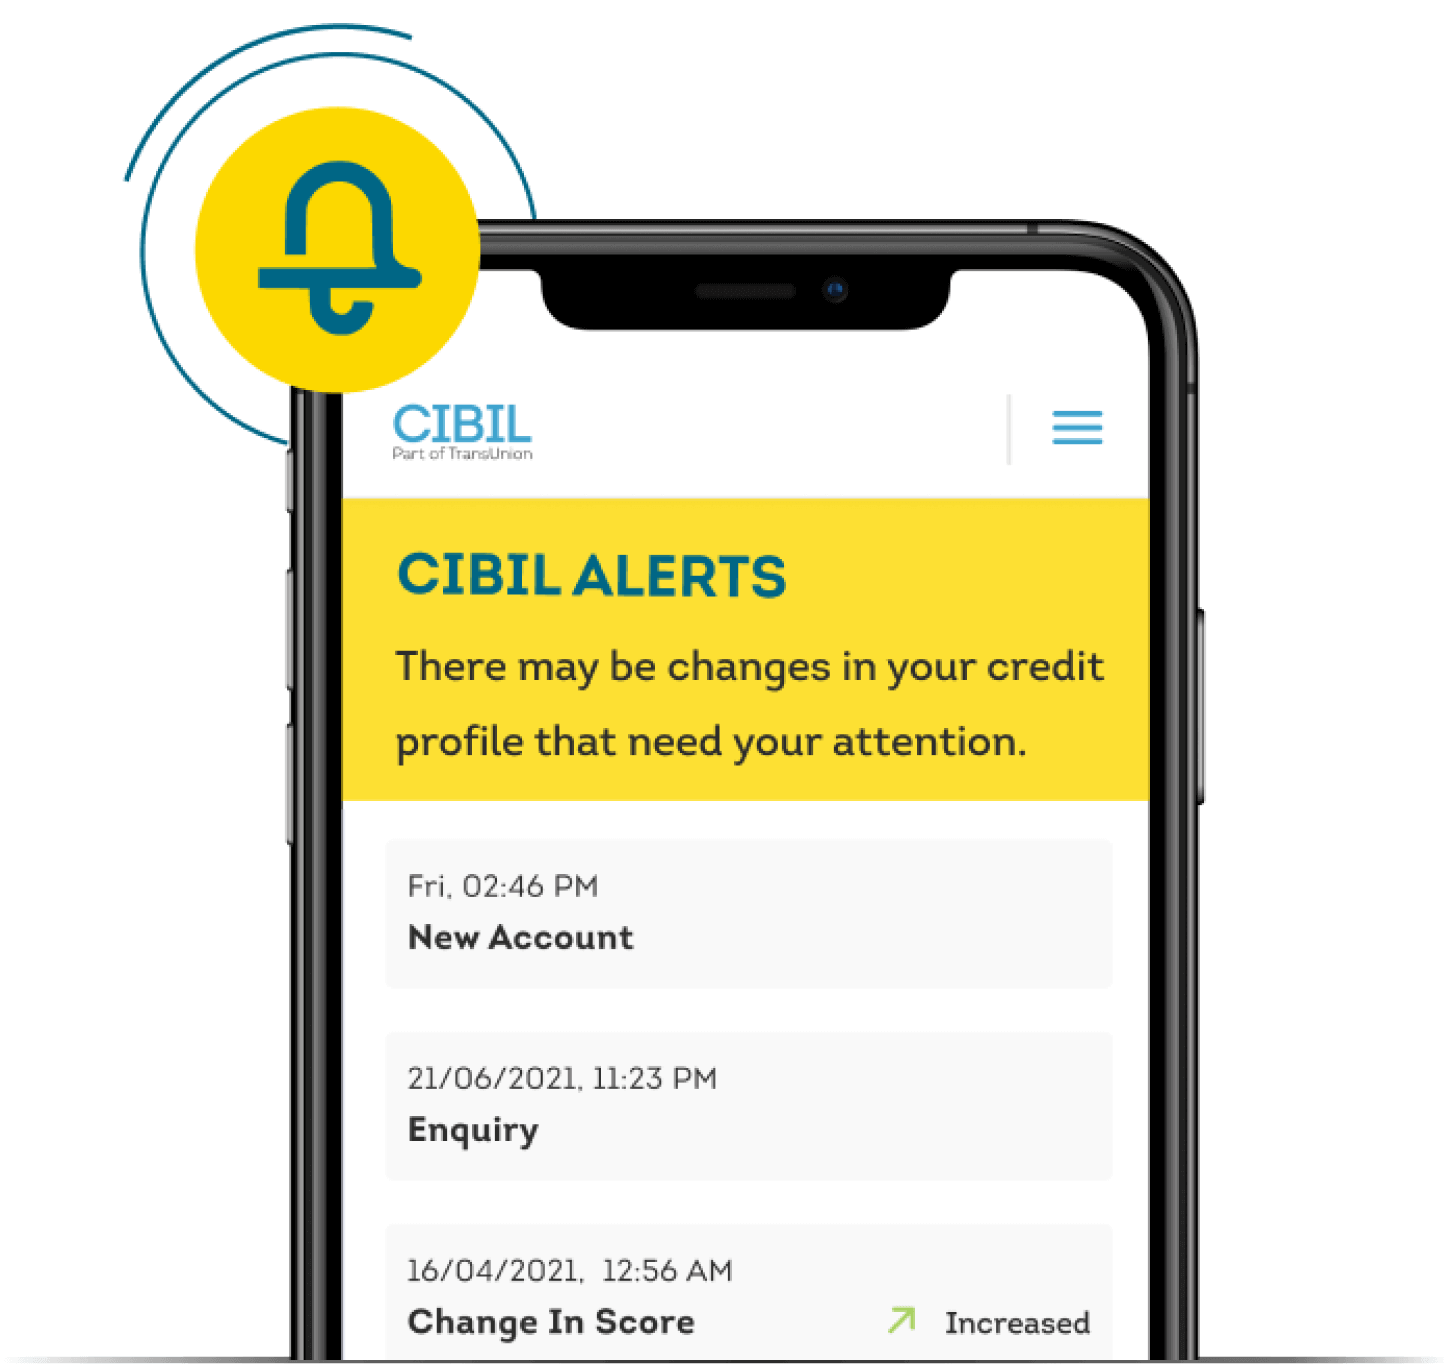 CIBIL
Part of TransUnion
CIBIL ALERTS
There may be changes in your credit
profile that need your attention.
Fri, 02:46 PM
New Account
21/06/2021, 11:23 PM
Enquiry
16/04/2021, 12:56 AM
Change In Score
Increased